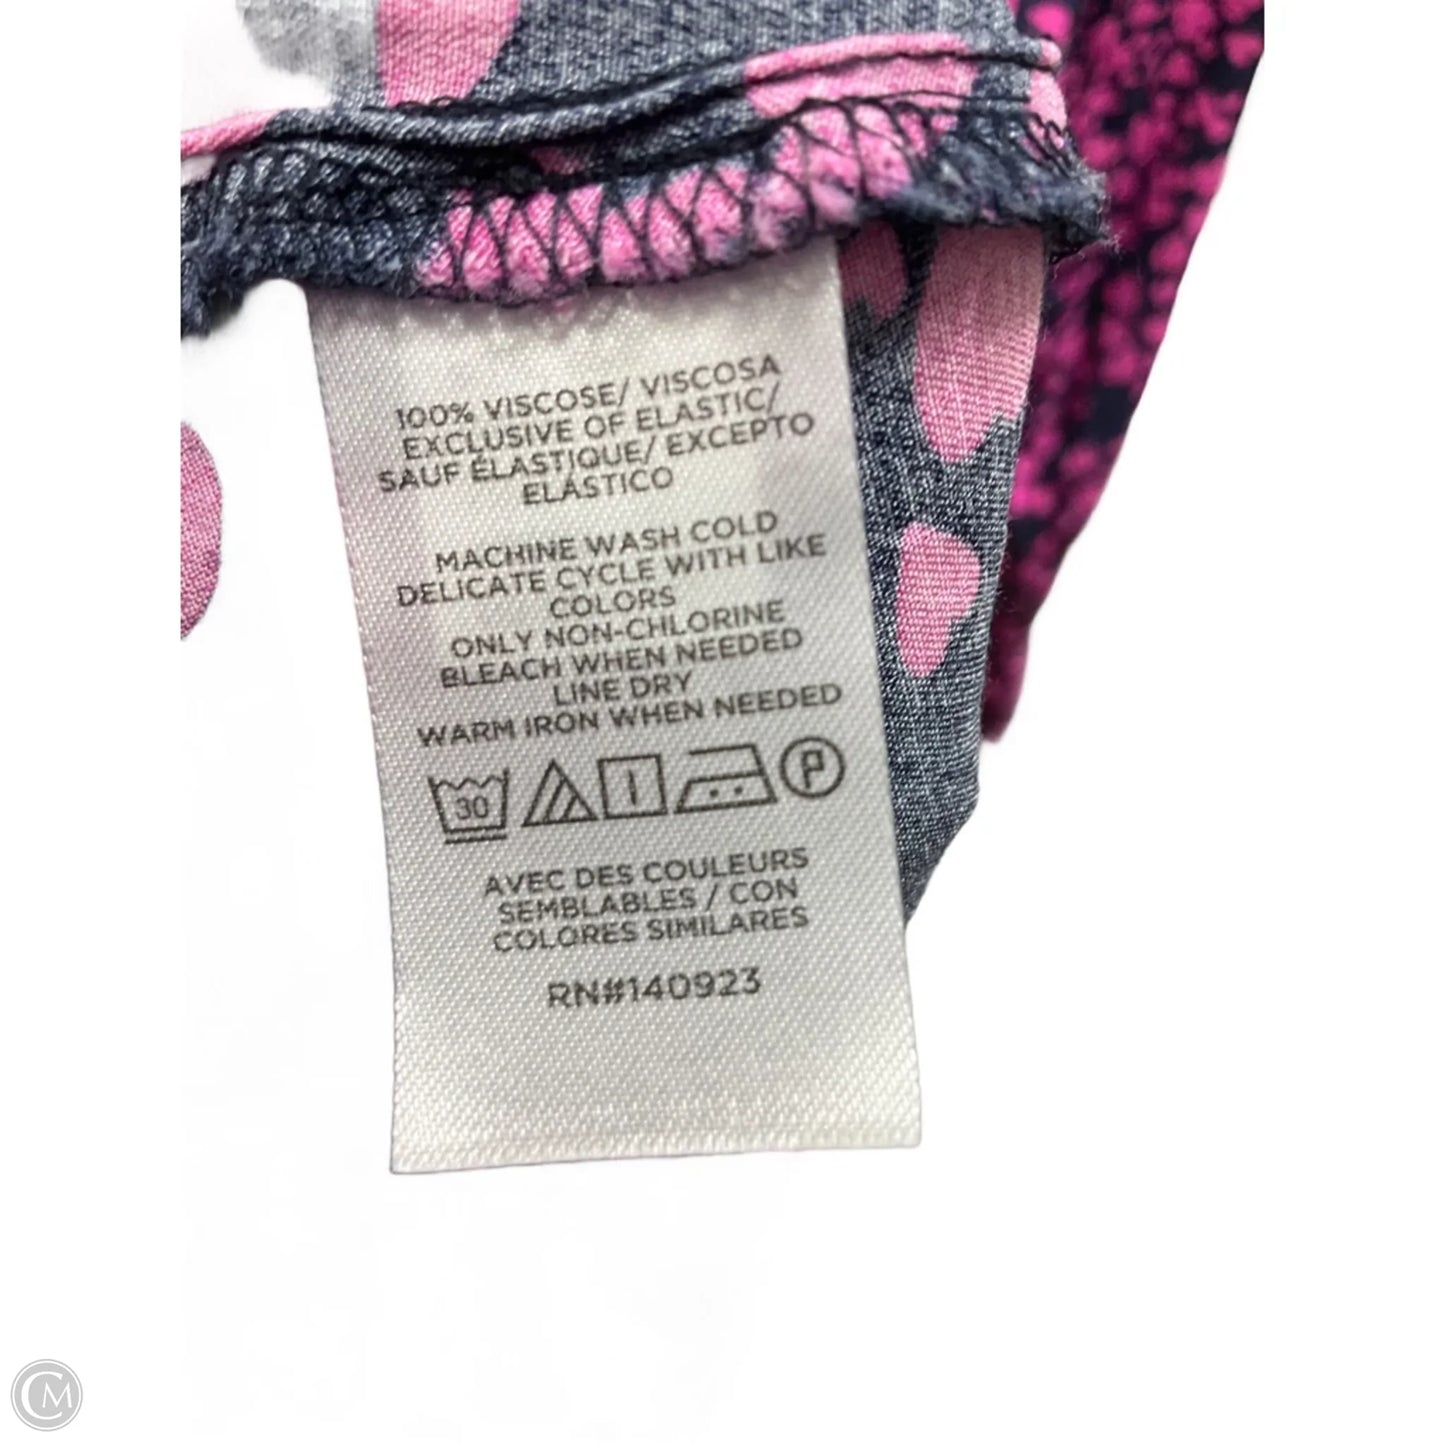 100% VISCOSE/ VISCOSA
EXCLUSIVE OF ELASTIC/
SAUF ÉLASTIQUE/ EXCEPTO
ELÁSTICO
MACHINE WASH COLD
DELICATE CYCLE WITH LIKE
COLORS
ONLY NON-CHLORINE
BLEACH WHEN NEEDED
LINE DRY
WARM IRON WHEN NEEDED
30 P
AVEC DES COULEURS
SEMBLABLES / CON
COLORES SIMILARES
RN#140923
CM